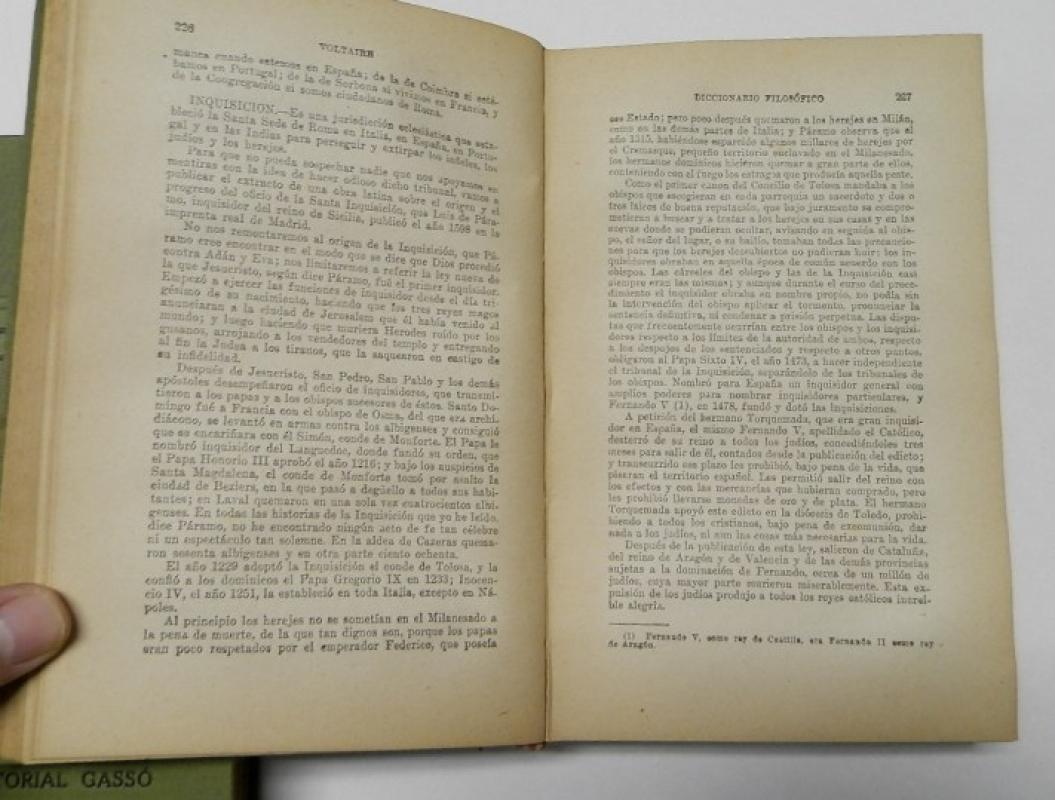 226
VOLTAIRE
manca cuando estemos en España; de la de Coimbra si está-
bamos en Portugal; de la de Sorbona si vivimos en Francia, y
de la Congregación si somos ciudadanos de Roma.
INQUISICION.—Es una jurisdicción eclesiástica que esta-
bleció la Santa Sede de Roma en Italia, en España, en Portu-
gal y en las Indias para perseguir y extirpar los infieles, los
judíos y los herejes.
Para que no pueda sospechar nadie que nos apoyamos en
mentiras con la idea de hacer odioso dicho tribunal, vamos a
publicar el extracto de una obra latina sobre el origen y el
progreso del oficio de la Santa Inquisición, que Luis de Pára-
mo, inquisidor del reino de Sicilia, publicó el año 1598 en la
imprenta real de Madrid.
No nos remontaremos al origen de la Inquisición, que Pá-
ramo cree encontrar en el modo que se dice que Dios procedió
contra Adán y Eva; nos limitaremos a referir la ley nueva de
la que Jesucristo, según dice Páramo, fué el primer inquisidor.
Empezó a ejercer las funciones de inquisidor desde el día tri-
gésimo de su nacimiento, haciendo que los tres reyes magos
anunciaran a la ciudad de Jerusalem que él había venido al
mundo; y luego haciendo que muriera Herodes roído por los
gusanos, arrojando a los vendedores del templo y entregando
al fin la Judea a los tiranos, que la saquearon en castigo de
su infidelidad.
Después de Jesucristo, San Pedro, San Pablo y los demás
apóstoles desempeñaron el oficio de inquisidores, que transmi-
tieron a los papas y a los obispos sucesores de éstos. Santo Do-
mingo fué a Francia con el obispo de Osma, del que era archi-
diácono, se levantó en armas contra los albigenses y consiguió
que se encariñara con él Simón, conde de Monforte. El Papa le
nombró inquisidor del Languedoc, donde fundó su orden, que
el Papa Honorio III aprobó el año 1216; y bajo los auspicios de
Santa Magdalena, el conde de Monforte tomó por asalto la
ciudad de Beziers, en la que pasó a degüello a todos sus habi-
tantes; en Laval quemaron en una sola vez cuatrocientos albi-
genses. En todas las historias de la Inquisición que yo he leído,
dice Páramo, no he encontrado ningún acto de fe tan célebre
ni un espectáculo tan solemne. En la aldea de Cazeras quema-
ron sesenta albigenses y en otra parte ciento ochenta.
El año 1229 adoptó la Inquisición el conde de Tolosa, y la
confió a los dominicos el Papa Gregorio IX en 1233; Inocen-
cio IV, el año 1251, la estableció en toda Italia, excepto en Ná-
poles.
Al principio los herejes no se sometían en el Milanesado a
la pena de muerte, de la que tan dignos son, porque los papas
eran poco respetados por el emperador Federico, que poseía
DICCIONARIO FILOSÓFICO 227
ese Estado; pero poco después quemaron a los herejes en Milán,
como en las demás partes de Italia; y Páramo observa que el
año 1315, habiéndose esparcido algunos millares de herejes por
el Cremasque, pequeño territorio enclavado en el Milanesado,
los hermanos dominicos hicieron quemar a gran parte de ellos,
conteniendo con el fuego los estragos que producía aquella peste.
Como el primer canon del Concilio de Tolosa mandaba a los
obispos que escogieran en cada parroquia un sacerdote y dos o
tres laicos de buena reputación, que bajo juramento se compro-
metieran a buscar y a tratar a los herejes en sus casas y en las
cuevas donde se pudieran ocultar, avisando en seguida al obis-
po, el señor del lugar, o su bailío, tomaban todas las precaucio-
nes para que los herejes descubiertos no pudieran huir; los in-
quisidores obraban en aquella época de común acuerdo con los
obispos. Las cárceles del obispo y las de la Inquisición casi
siempre eran las mismas; y aunque durante el curso del proce-
dimiento el inquisidor obraba en nombre propio, no podía sin
la intervención del obispo aplicar el tormento, pronunciar la
sentencia definitiva, ni condenar a prisión perpetua. Las dispu-
tas que frecuentemente ocurrían entre los obispos y los inquisi-
dores respecto a los límites de la autoridad de ambos, respecto
a los despojos de los sentenciados y respecto a otros puntos,
obligaron al Papa Sixto IV, el año 1473, a hacer independiente
el tribunal de la Inquisición, separándolo de los tribunales de
los obispos. Nombró para España un inquisidor general con
amplios poderes para nombrar inquisidores particulares, y
Fernando V (1), en 1478, fundó y dotó las Inquisiciones.
A petición del hermano Torquemada, que era gran inquisi-
dor en España, el mismo Fernando V, apellidado el Católico,
desterró de su reino a todos los judíos, concediéndoles tres
meses para salir de él, contados desde la publicación del edicto;
y transcurrido ese plazo les prohibió, bajo pena de la vida, que
pisaran el territorio español. Les permitió salir del reino con
los efectos y con las mercancías que hubieran comprado, pero
les prohibió llevarse monedas de oro y de plata. El hermano
Torquemada apoyó este edicto en la diócesis de Toledo, prohi-
biendo a todos los cristianos, bajo pena de excomunión, dar
nada a los judíos, ni aun las cosas más necesarias para la vida.
Después de la publicación de esta ley, salieron de Cataluña,
del reino de Aragón y de Valencia y de las demás provincias
sujetas a la dominación de Fernando, cerca de un millón de
judíos, cuya mayor parte murieron miserablemente. Esta ex-
pulsión de los judíos produjo a todos los reyes católicos increí-
ble alegría.
(1) Fernando V, como rey de Castilla, era Fernando II como rey
de Aragón.
TORIAL GASSÓ